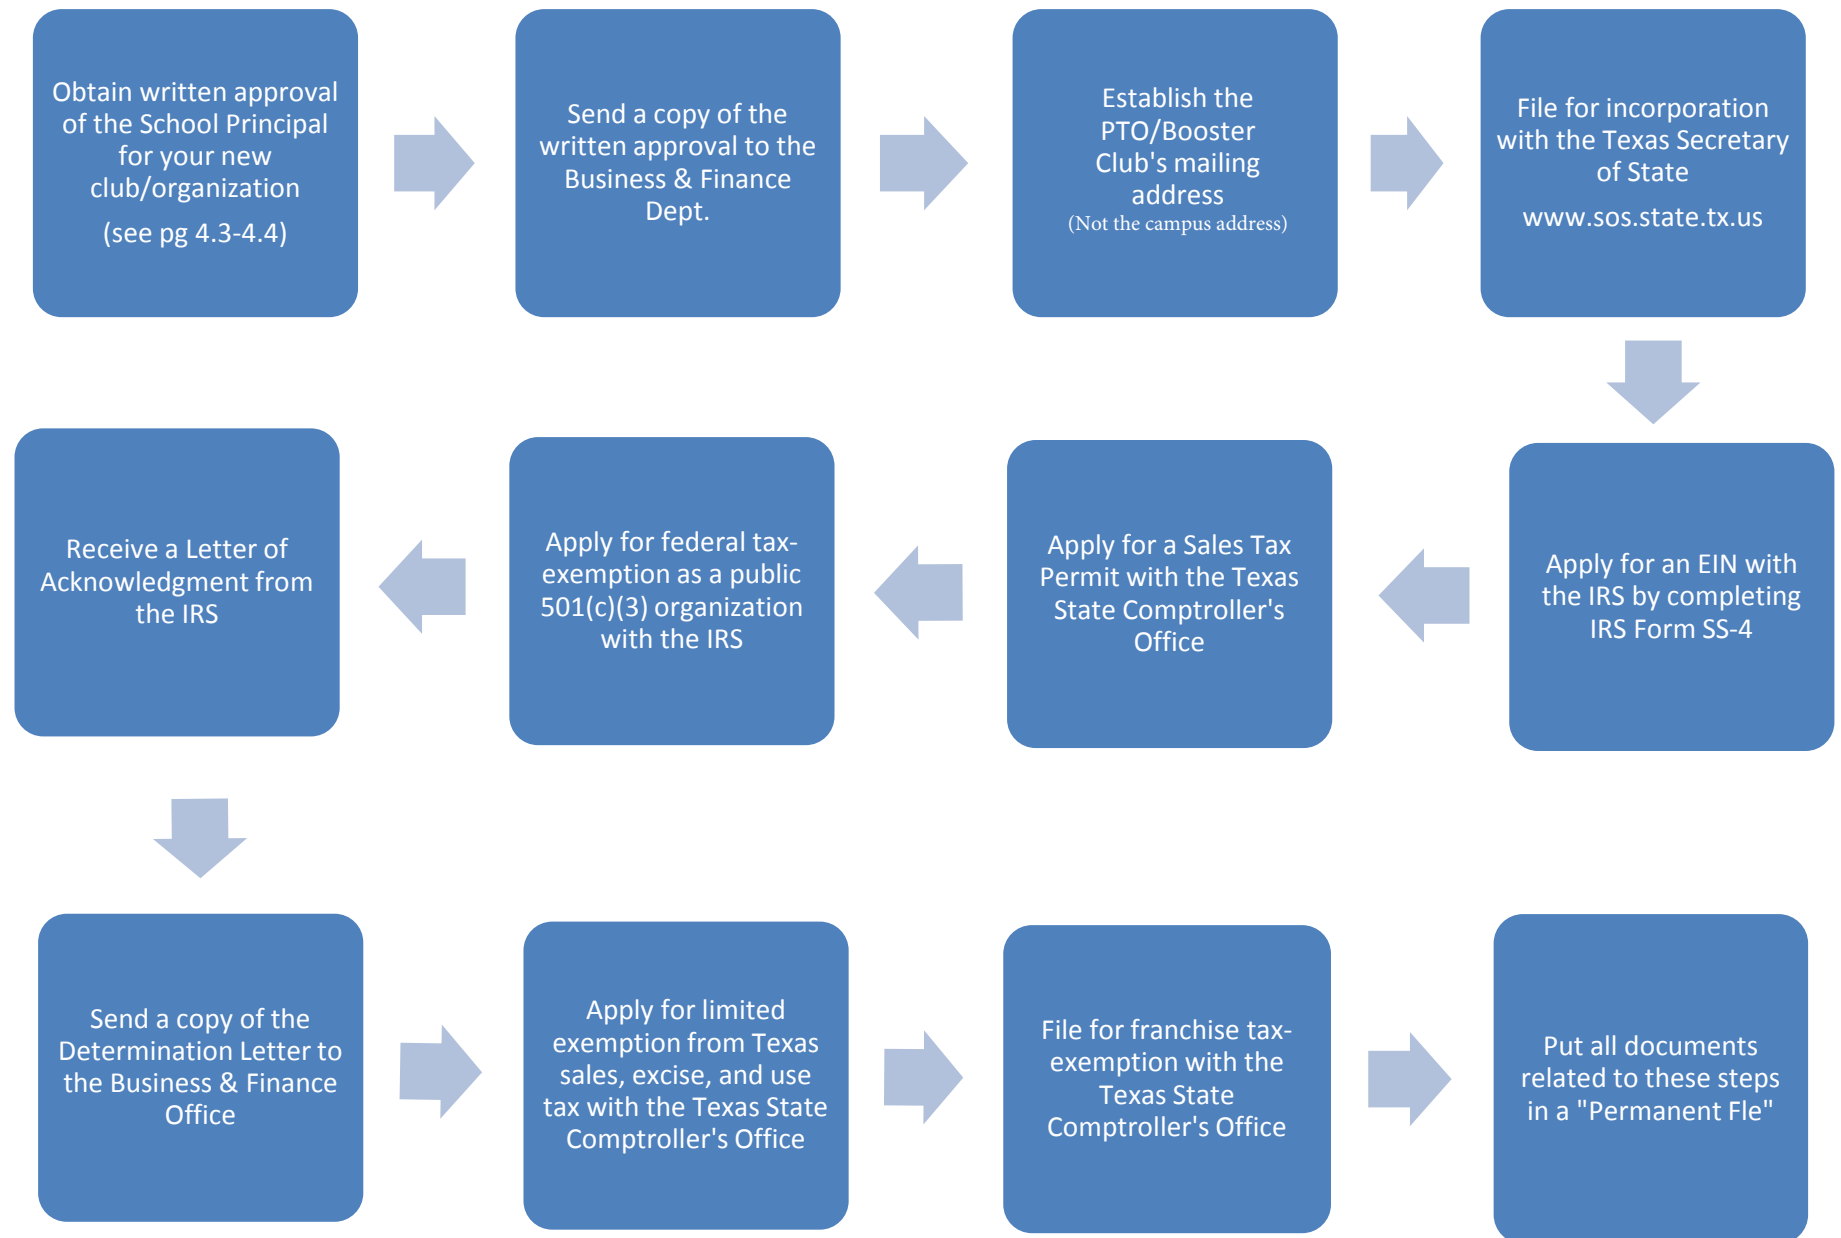 Obtain written approval
of the School Principal
for your new
club/organization
(see pg 4.3-4.4)
Send a copy of the
written approval to the
Business & Finance
Dept.
Establish the
PTO/Booster
Club's mailing
address
(Not the campus address)
File for incorporation
with the Texas Secretary
of State
www.sos.state.tx.us
Apply for an EIN with
the IRS by completing
IRS Form SS-4
Apply for a Sales Tax
Permit with the Texas
State Comptroller's
Office
Apply for federal tax-
exemption as a public
501(c)(3) organization
with the IRS
Receive a Letter of
Acknowledgment from
the IRS
Send a copy of the
Determination Letter to
the Business & Finance
Office
Apply for limited
exemption from Texas
sales, excise, and use
tax with the Texas State
Comptroller's Office
File for franchise tax-
exemption with the
Texas State
Comptroller's Office
Put all documents
related to these steps
in a "Permanent Fle"